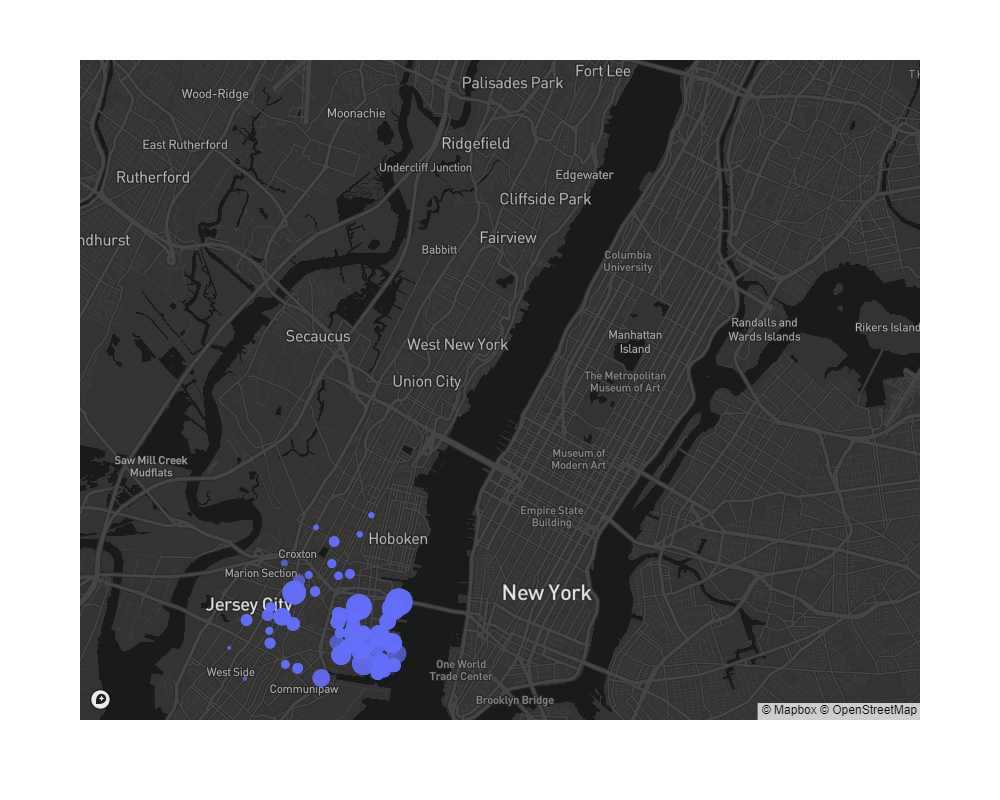 Fort Lee
Palisades Park
Wood-Ridge
Moonachie
East Rutherford
Ridgefield
Undercliff Junction
Edgewater
Rutherford
Cliffside Park
ndhurst
Fairview
Babbitt
Columbia
University
Randalls and
Wards Islands
Rikers Island
Secaucus
West New York
Manhattan
Island
The Metropolitan
Museum of Art
Union City
Saw Mill Creek
Mudflats
Museum of
Modern Art
Empire State
Building
Hoboken
Croxton
Marion Section
New York
Jersey City
One World
Trade Center
West Side
Communipaw
Brooklyn Bridge
© Mapbox © OpenStreetMap